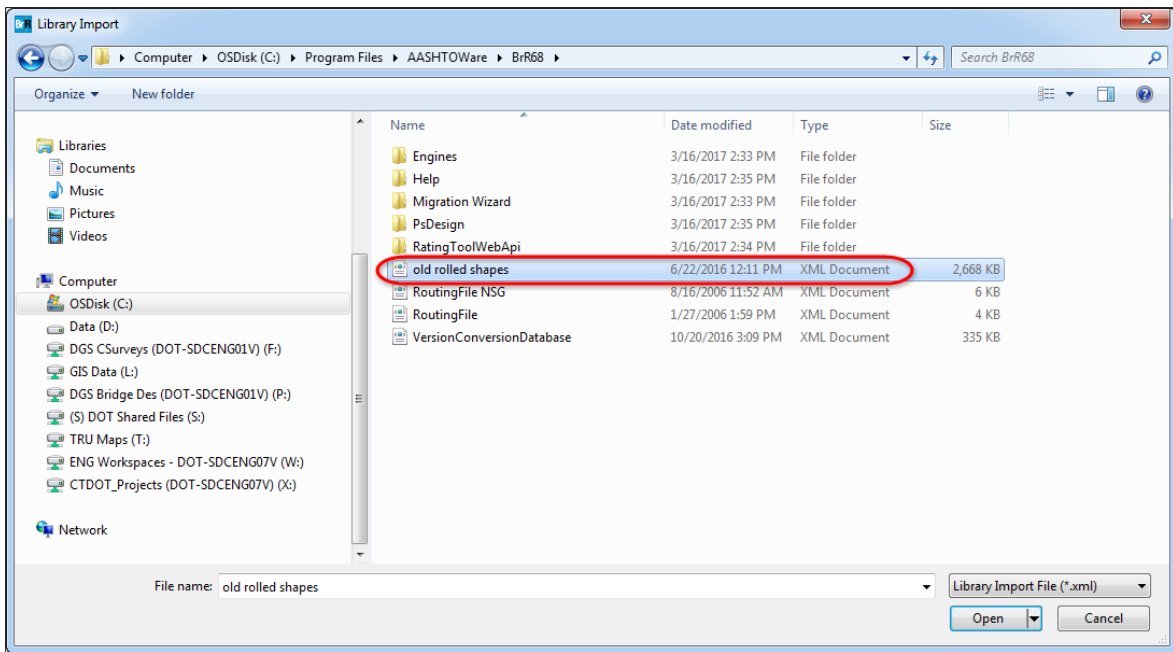 BrR Library Import
Computer OSDisk (C:) Program Files AASHTOWare BrR68 Search BrR68
Organize New folder
Name Date modified Type Size
Libraries
Documents
Music
Pictures
Videos
Computer
OSDisk (C:)
Data (D:)
DGS CSurveys (DOT-SDCENG01V) (F:)
GIS Data (L:)
DGS Bridge Des (DOT-SDCENG01V) (P:)
(S) DOT Shared Files (S:)
TRU Maps (T:)
ENG Workspaces - DOT-SDCENG07V (W:)
CTDOT_Projects (DOT-SDCENG07V) (X:)
Network
Engines 3/16/2017 2:33 PM File folder
Help 3/16/2017 2:35 PM File folder
Migration Wizard 3/16/2017 2:33 PM File folder
PsDesign 3/16/2017 2:35 PM File folder
RatingToolWebApi 3/16/2017 2:34 PM File folder
old rolled shapes 6/22/2016 12:11 PM XML Document 2,668 KB
RoutingFile NSG 8/16/2006 11:52 AM XML Document 6 KB
RoutingFile 1/27/2006 1:59 PM XML Document 4 KB
VersionConversionDatabase 10/20/2016 3:09 PM XML Document 335 KB
File name: old rolled shapes Library Import File (*.xml)
Open Cancel